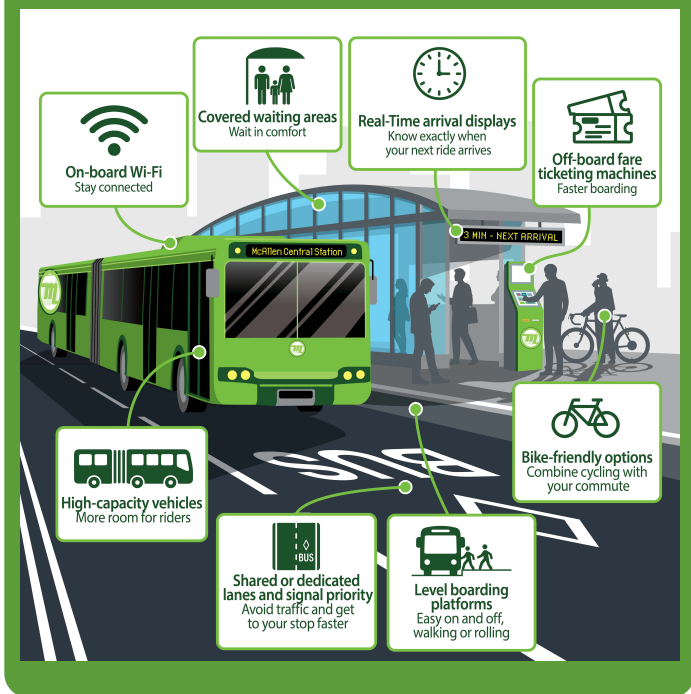 Covered waiting areas
Wait in comfort
Real-Time arrival displays
Know exactly when
your next ride arrives
On-board Wi-Fi
Stay connected
Off-board fare
ticketing machines
Faster boarding
3 MIN - NEXT ARRIVAL
McAllen Central Station
m
m
m
BUS
High-capacity vehicles
More room for riders
Bike-friendly options
Combine cycling with
your commute
BUS
Shared or dedicated
lanes and signal priority
Avoid traffic and get
to your stop faster
Level boarding
platforms
Easy on and off,
walking or rolling